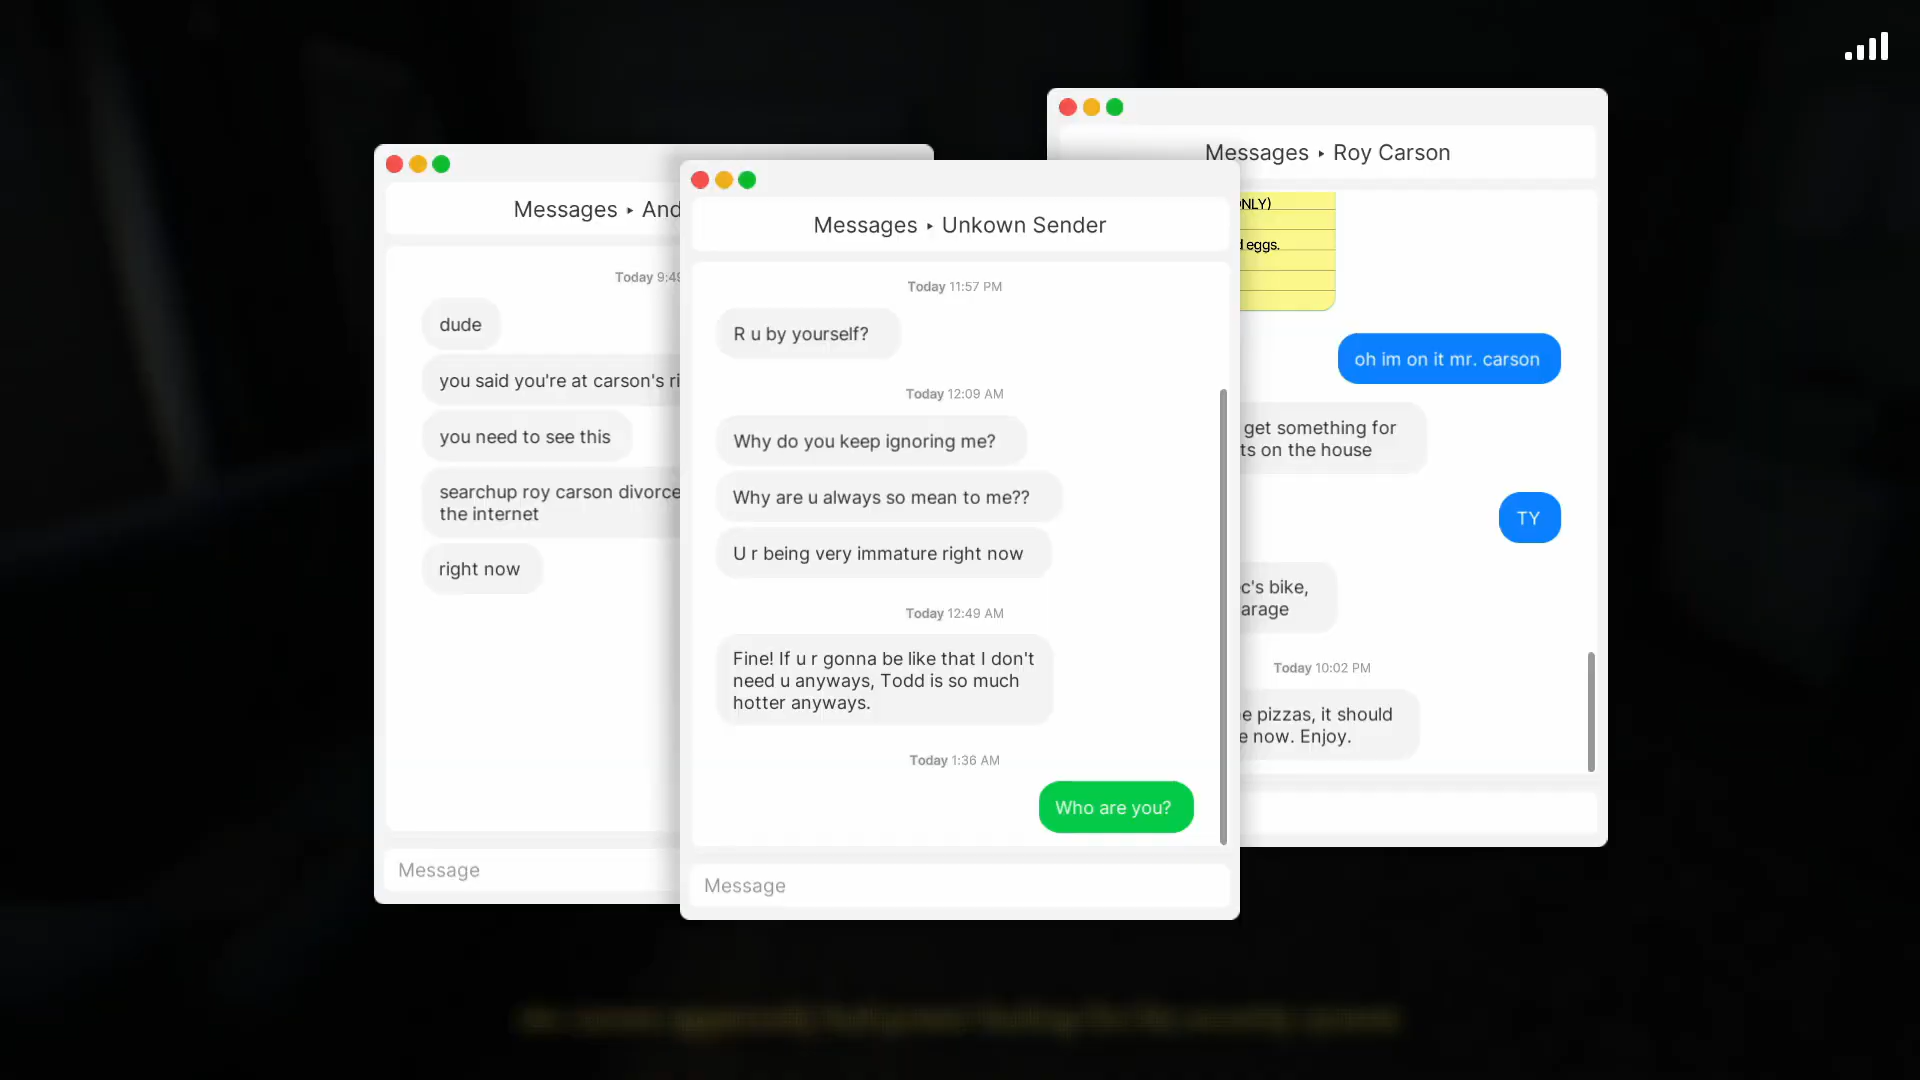 Messages ▸ And
Today 9:49
dude
you said you're at carson's ri
you need to see this
searchup roy carson divorce
the internet
right now
Message
Messages ▸ Unkown Sender
Today 11:57 PM
R u by yourself?
Today 12:09 AM
Why do you keep ignoring me?
Why are u always so mean to me??
U r being very immature right now
Today 12:49 AM
Fine! If u r gonna be like that I don't
need u anyways, Todd is so much
hotter anyways.
Today 1:36 AM
Who are you?
Message
Messages ▸ Roy Carson
ONLY)
d eggs.
oh im on it mr. carson
get something for
ts on the house
TY
c's bike,
arage
Today 10:02 PM
e pizzas, it should
e now. Enjoy.